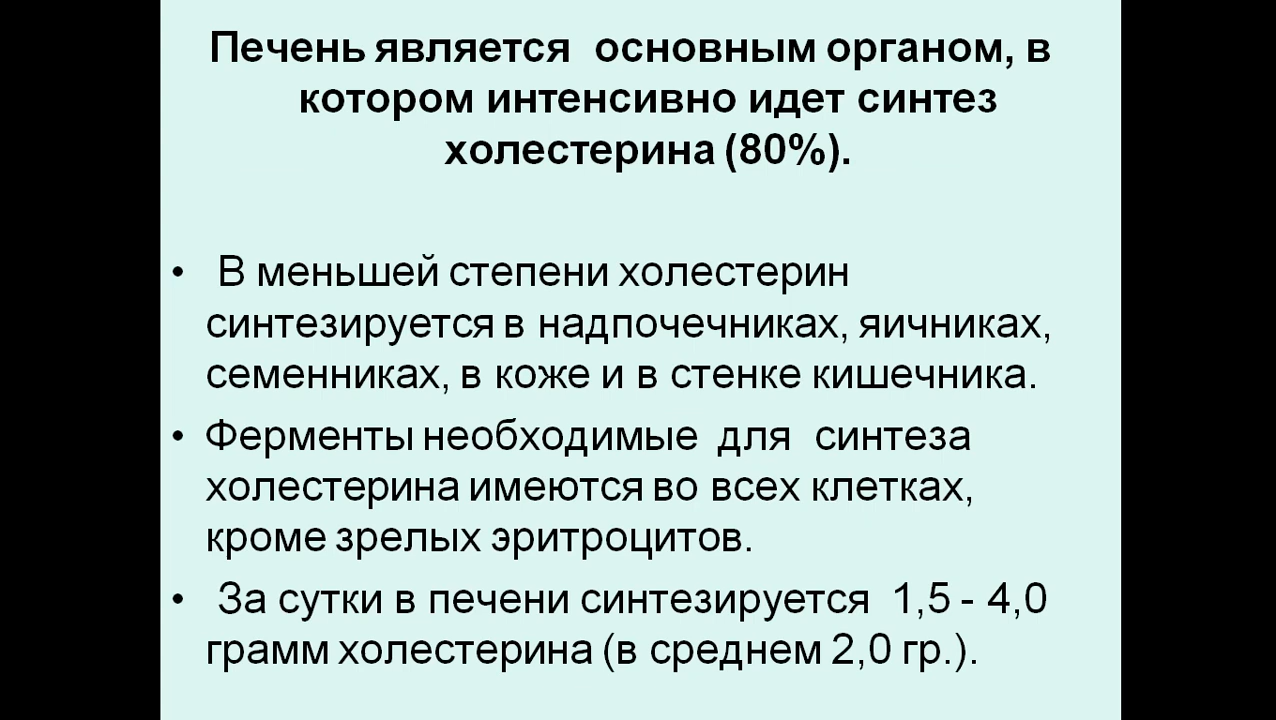 Печень является основным органом, в
котором интенсивно идет синтез
холестерина (80%).
• В меньшей степени холестерин
синтезируется в надпочечниках, яичниках,
семенниках, в коже и в стенке кишечника.
• Ферменты необходимые для синтеза
холестерина имеются во всех клетках,
кроме зрелых эритроцитов.
• За сутки в печени синтезируется 1,5 - 4,0
грамм холестерина (в среднем 2,0 гр.).